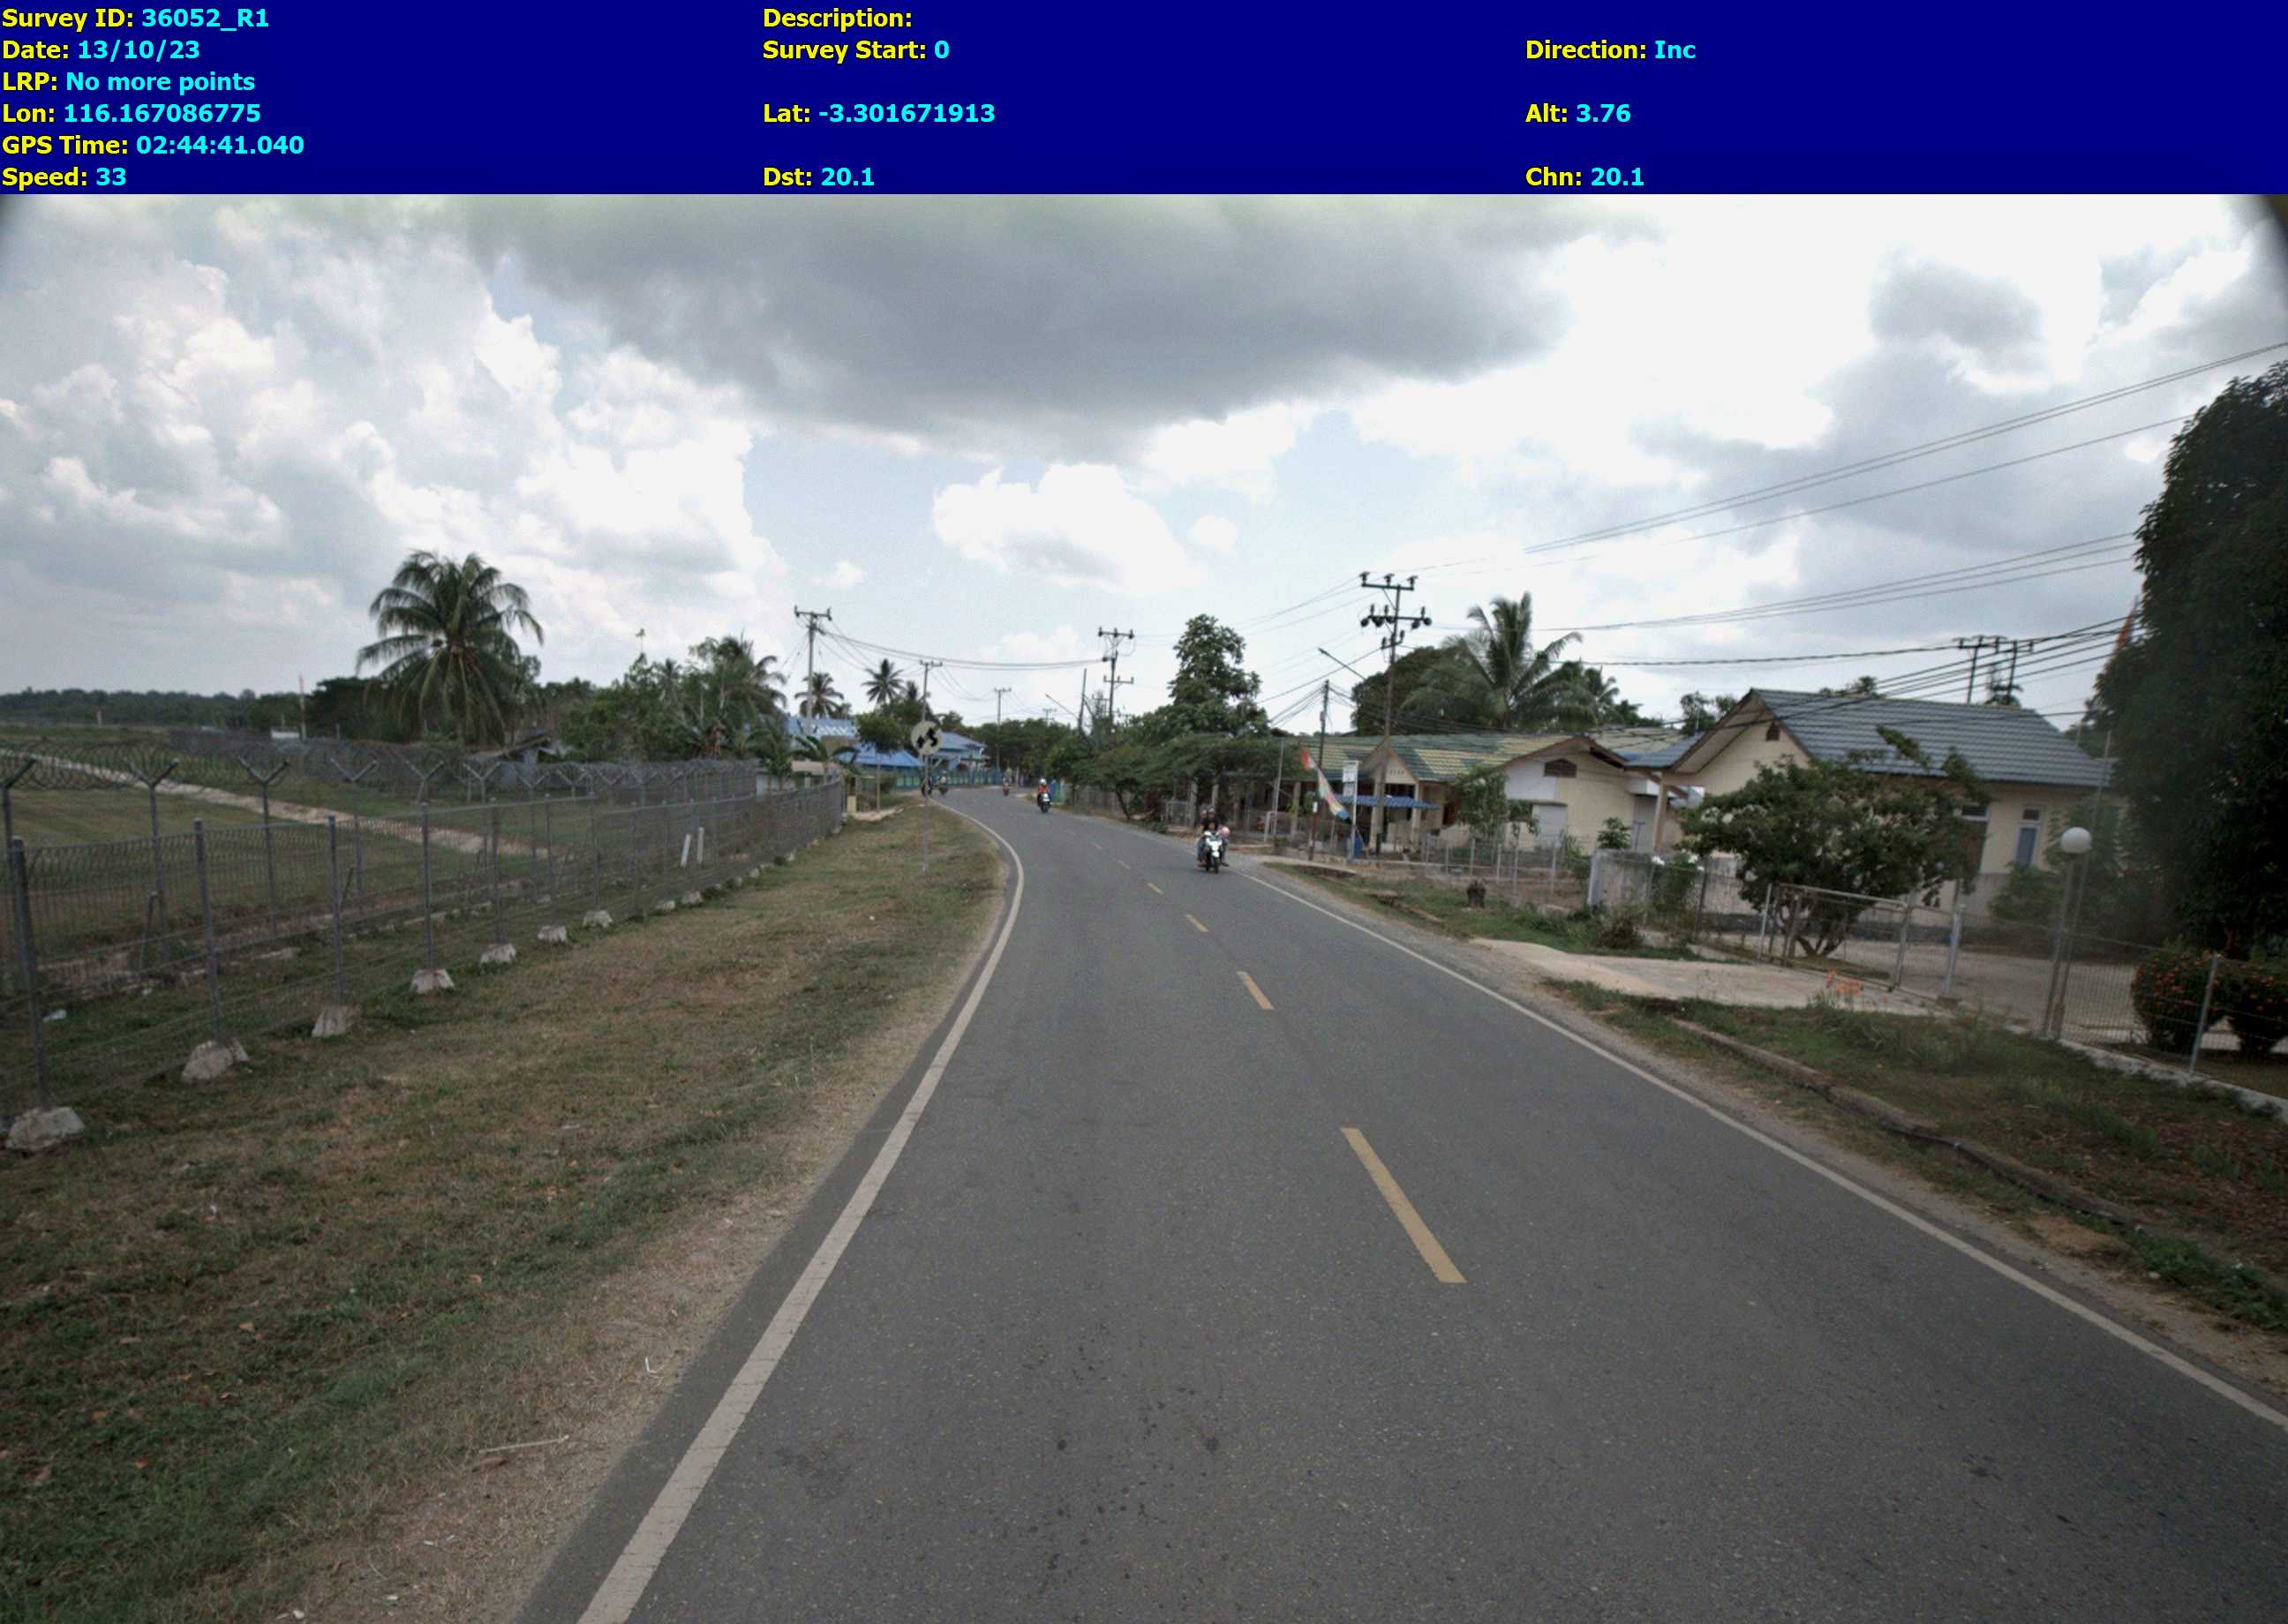 Survey ID: 36052_R1 Description:
Date: 13/10/23 Survey Start: 0 Direction: Inc
LRP: No more points
Lon: 116.167086775 Lat: -3.301671913 Alt: 3.76
GPS Time: 02:44:41.040
Speed: 33 Dst: 20.1 Chn: 20.1